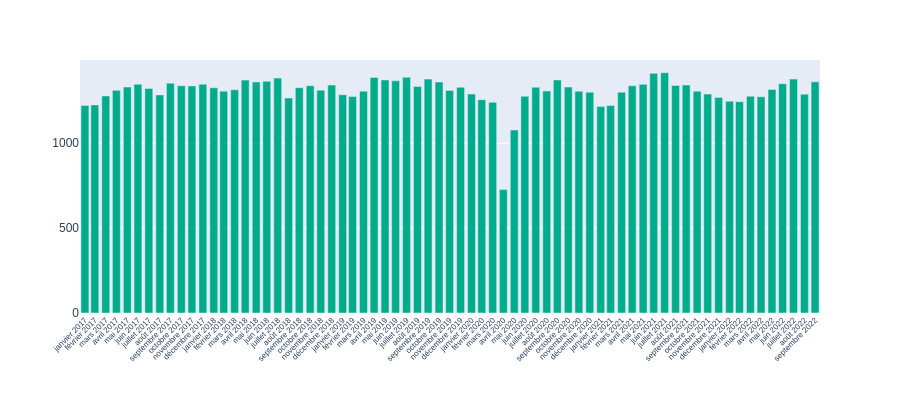 1000
500
0
janvier 2017
février 2017
mars 2017
avril 2017
mai 2017
juin 2017
juillet 2017
août 2017
septembre 2017
octobre 2017
novembre 2017
décembre 2017
janvier 2018
février 2018
mars 2018
avril 2018
mai 2018
juin 2018
juillet 2018
août 2018
septembre 2018
octobre 2018
novembre 2018
décembre 2018
janvier 2019
février 2019
mars 2019
avril 2019
mai 2019
juin 2019
juillet 2019
août 2019
septembre 2019
octobre 2019
novembre 2019
décembre 2019
janvier 2020
février 2020
mars 2020
avril 2020
mai 2020
juin 2020
juillet 2020
août 2020
septembre 2020
octobre 2020
novembre 2020
décembre 2020
janvier 2021
février 2021
mars 2021
avril 2021
mai 2021
juin 2021
juillet 2021
août 2021
septembre 2021
octobre 2021
novembre 2021
décembre 2021
janvier 2022
février 2022
mars 2022
avril 2022
mai 2022
juin 2022
juillet 2022
août 2022
septembre 2022